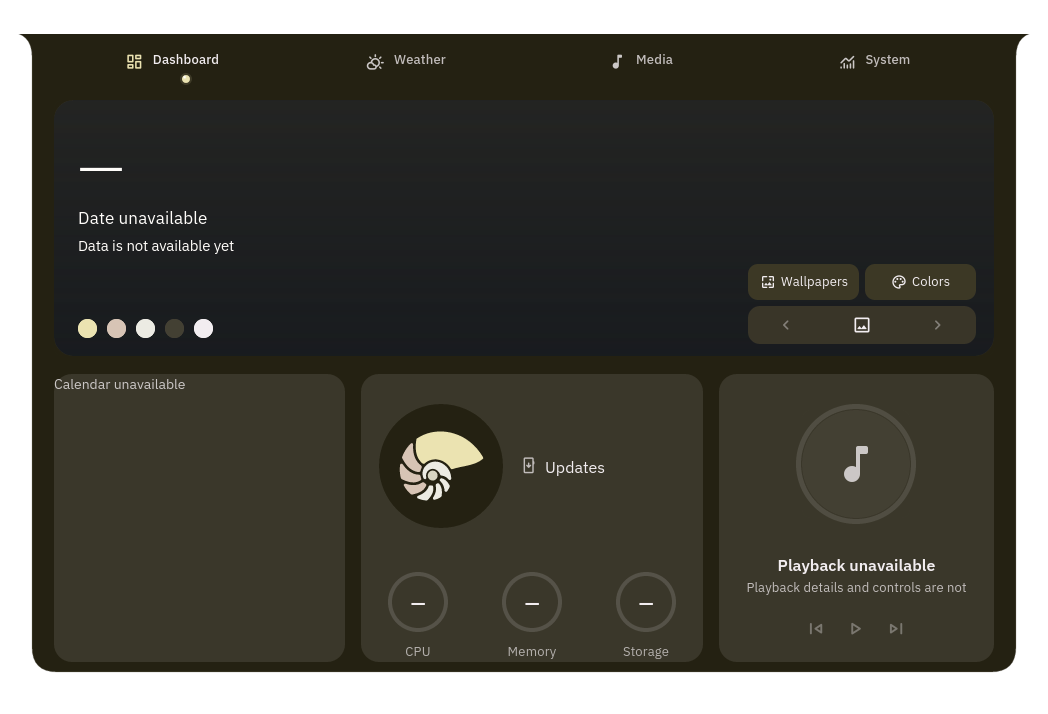 Dashboard
Weather
Media
System
—
Date unavailable
Data is not available yet
Wallpapers
Colors
Calendar unavailable
Updates
–
–
–
CPU
Memory
Storage
Playback unavailable
Playback details and controls are not